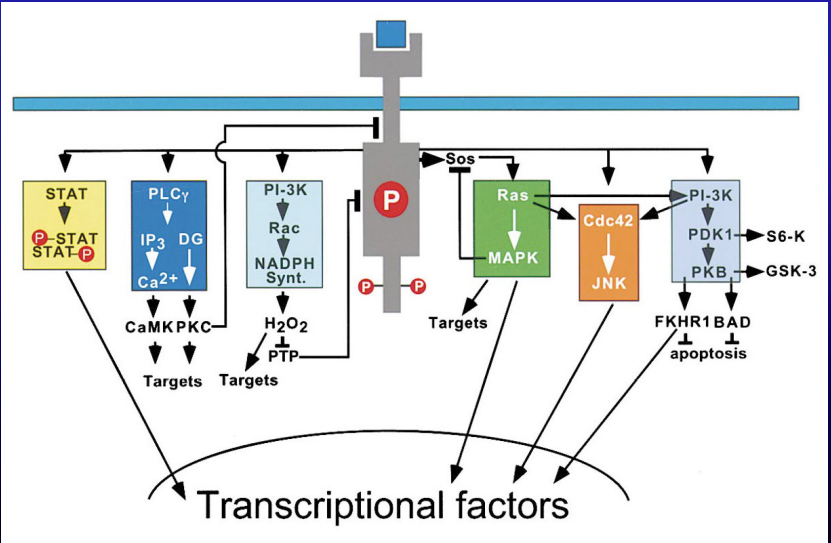 P
Sos
STAT
P-STAT
STAT-P
PLCγ
IP3 DG
Ca2+
PI-3K
Rac
NADPH
Synt.
P P
Ras
MAPK
Cdc42
JNK
PI-3K
PDK1
PKB
S6-K
GSK-3
CaMK PKC
Targets
H2O2
PTP
Targets
Targets
FKHR1 BAD
apoptosis
Transcriptional factors